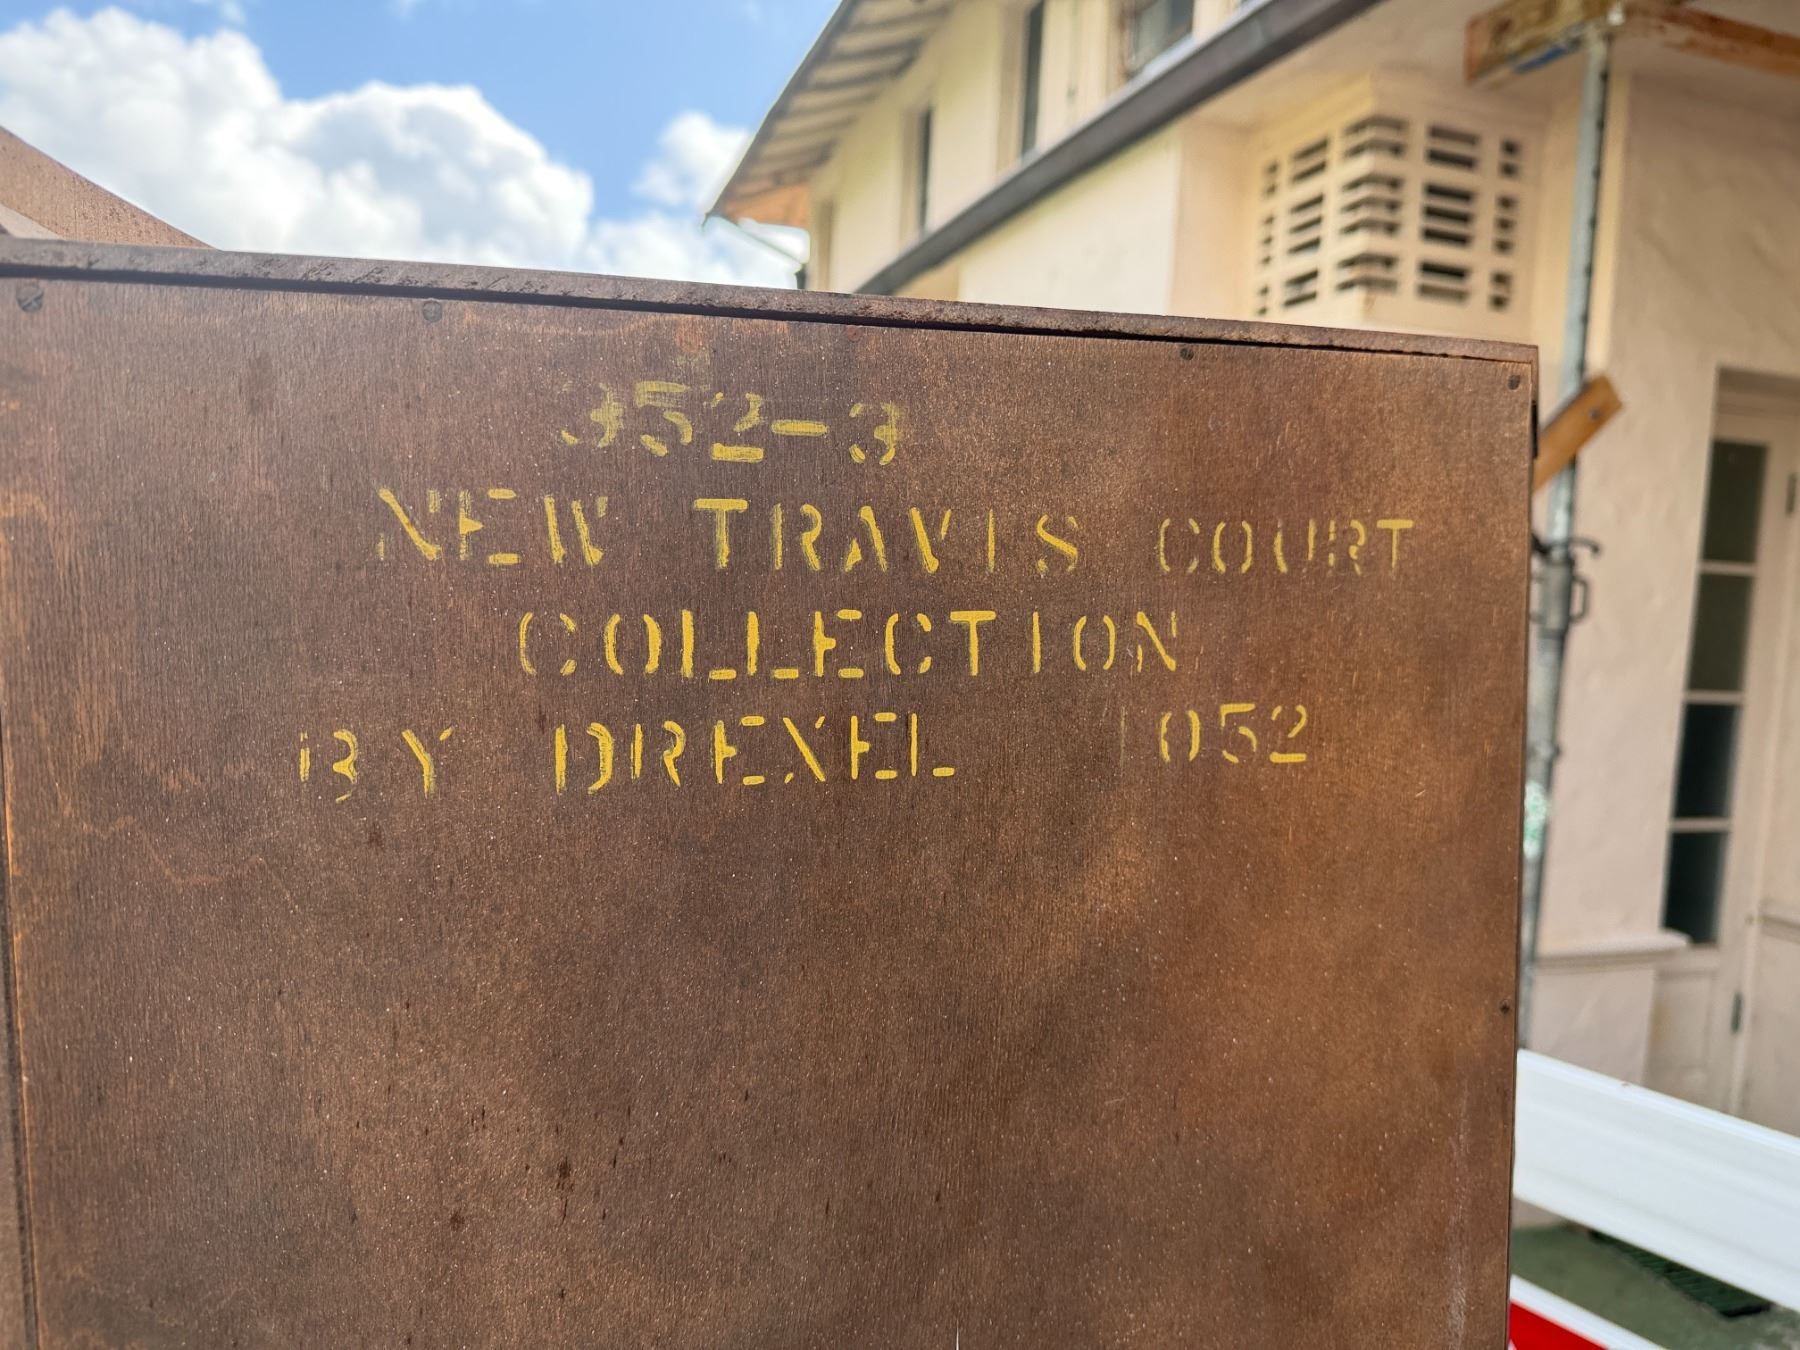 352-3
NEW TRAVIS COURT
COLLECTION
BY DREXEL 1052